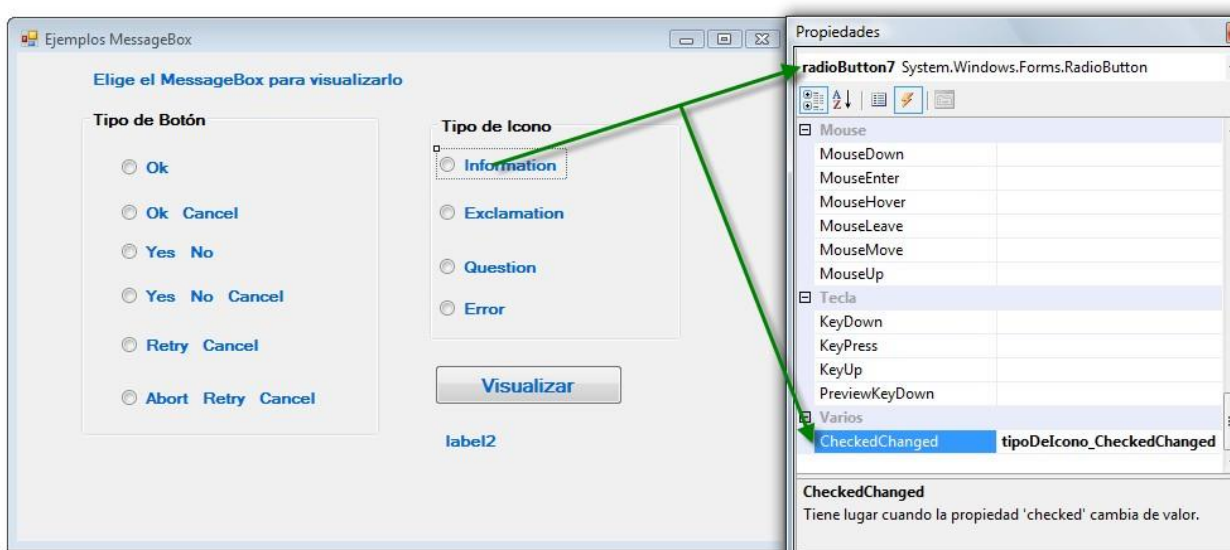 Ejemplos MessageBox
Elige el MessageBox para visualizarlo
Tipo de Botón
Ok
Ok Cancel
Yes No
Yes No Cancel
Retry Cancel
Abort Retry Cancel
Tipo de Icono
Information
Exclamation
Question
Error
Visualizar
label2
Propiedades
radioButton7 System.Windows.Forms.RadioButton
Mouse
MouseDown
MouseEnter
MouseHover
MouseLeave
MouseMove
MouseUp
Tecla
KeyDown
KeyPress
KeyUp
PreviewKeyDown
Varios
CheckedChanged tipoDeIcono_CheckedChanged
CheckedChanged
Tiene lugar cuando la propiedad 'checked' cambia de valor.